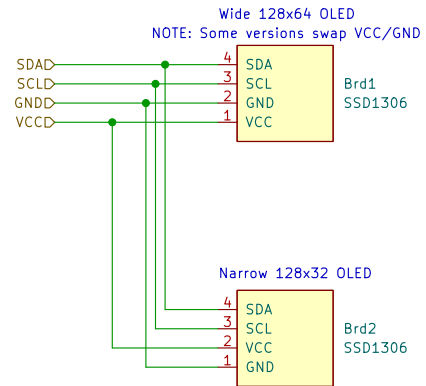 Wide 128x64 OLED
NOTE: Some versions swap VCC/GND
SDA 4 SDA
SCL 3 SCL Brd1
GND 2 GND SSD1306
VCC 1 VCC
Narrow 128x32 OLED
4 SDA
3 SCL Brd2
2 VCC SSD1306
1 GND